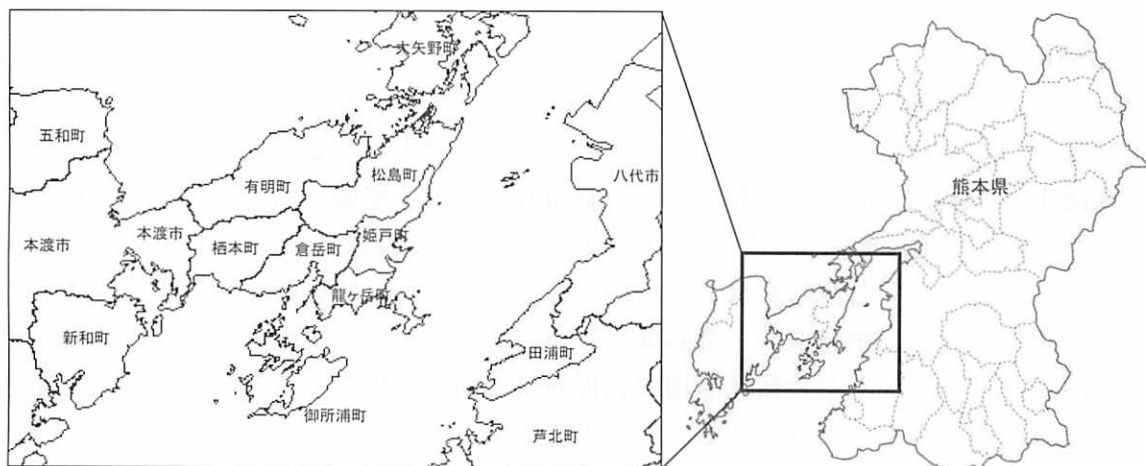 大矢野町
五和町
有明町
松島町
八代市
熊本県
本渡市
本渡市
栖本町
倉岳町
姫戸町
龍ヶ岳町
新和町
田浦町
御所浦町
芦北町